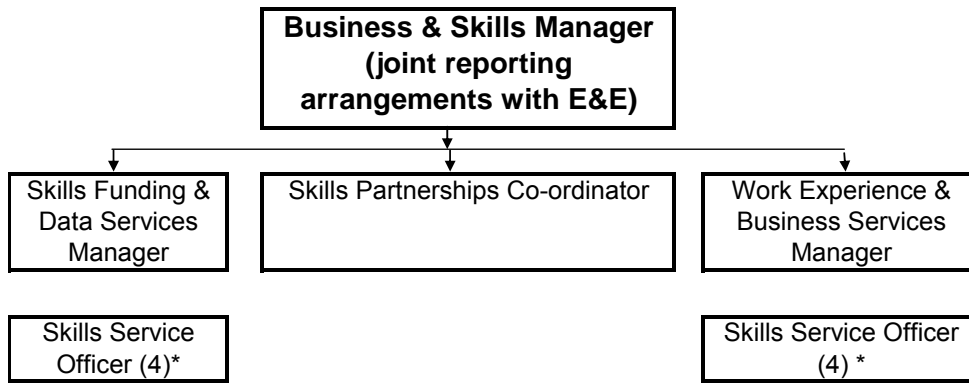 Business & Skills Manager
(joint reporting
arrangements with E&E)
Skills Funding &
Data Services
Manager
Skills Partnerships Co-ordinator
Work Experience &
Business Services
Manager
Skills Service
Officer (4)*
Skills Service Officer
(4) *